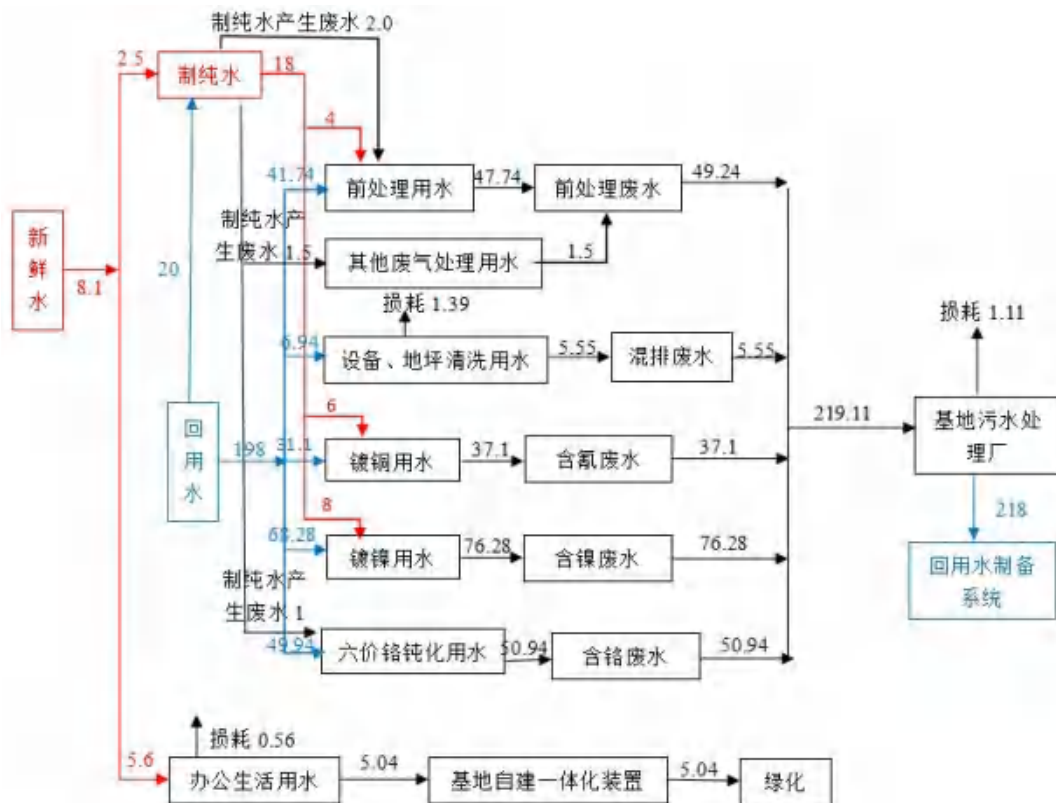 制纯水产生废水 2.0
2.5
制纯水
18
4
41.74
前处理用水
47.74
前处理废水
49.24
制纯水产
生废水 1.5
其他废气处理用水
1.5
新鲜水
8.1
20
损耗 1.39
6.94
设备、地坪清洗用水
5.55
混排废水
5.55
损耗 1.11
6
219.11
基地污水处
理厂
回用水
198
31.1
镀铜用水
37.1
含氰废水
37.1
8
218
68.28
镀镍用水
76.28
含镍废水
76.28
回用水制备
系统
制纯水产
生废水 1
49.94
六价铬钝化用水
50.94
含铬废水
50.94
损耗 0.56
5.6
办公生活用水
5.04
基地自建一体化装置
5.04
绿化